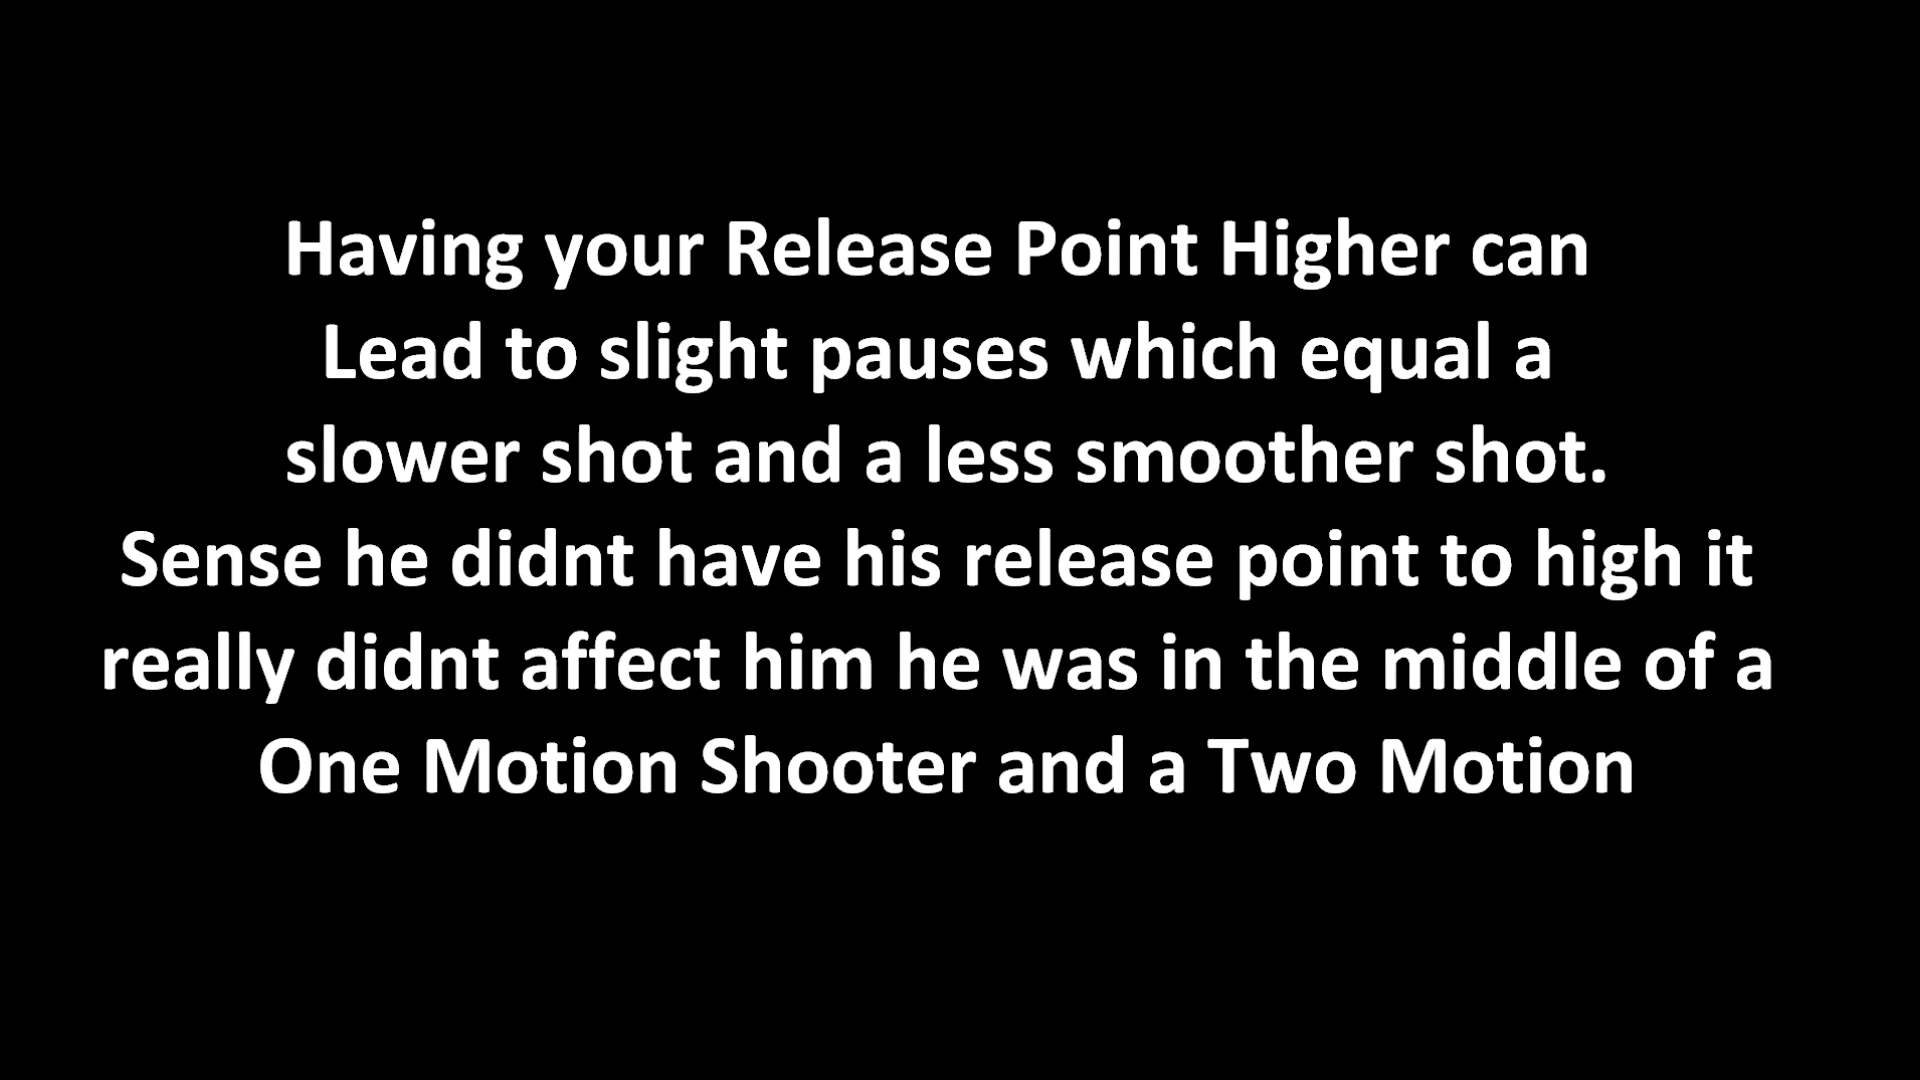 Having your Release Point Higher can
Lead to slight pauses which equal a
slower shot and a less smoother shot.
Sense he didnt have his release point to high it
really didnt affect him he was in the middle of a
One Motion Shooter and a Two Motion